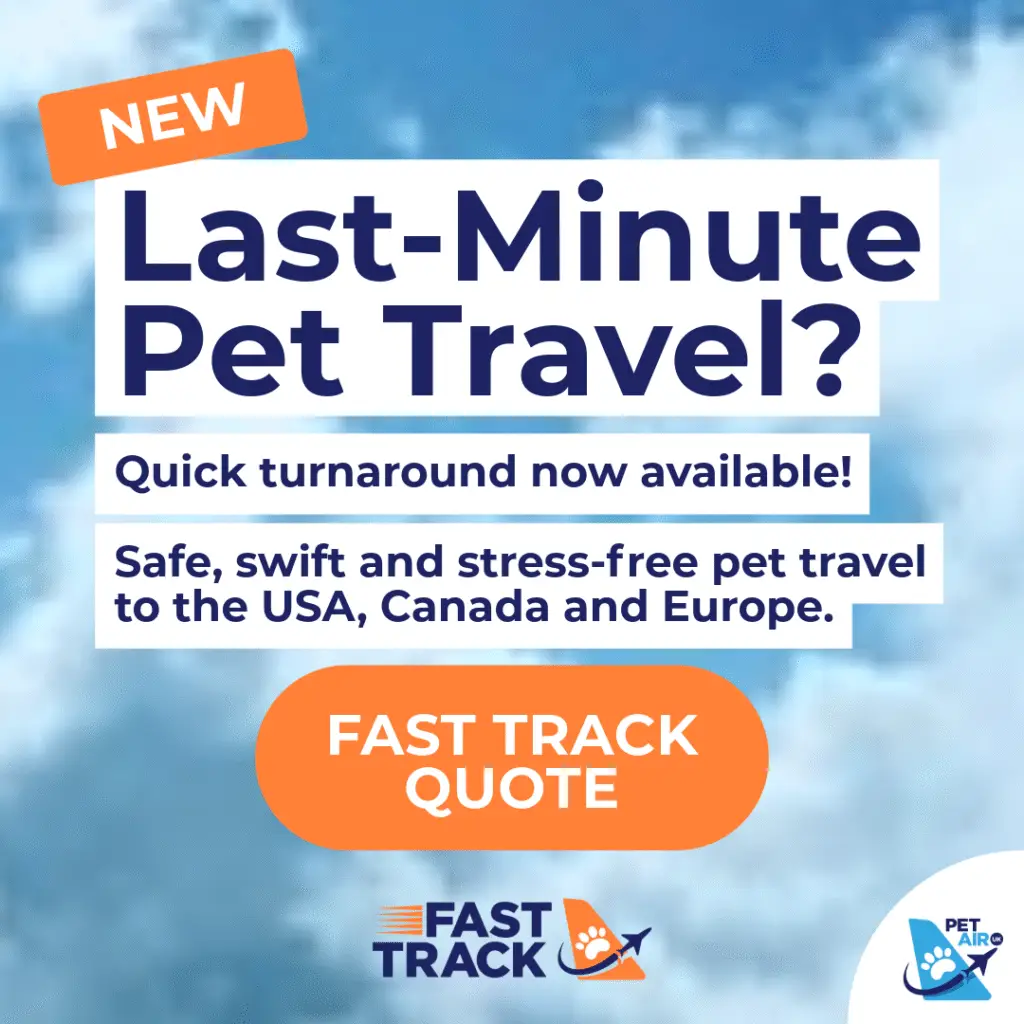 NEW
Last-Minute
Pet Travel?
Quick turnaround now available!
Safe, swift and stress-free pet travel
to the USA, Canada and Europe.
FAST TRACK
QUOTE
FAST
TRACK
PET
AIR UK